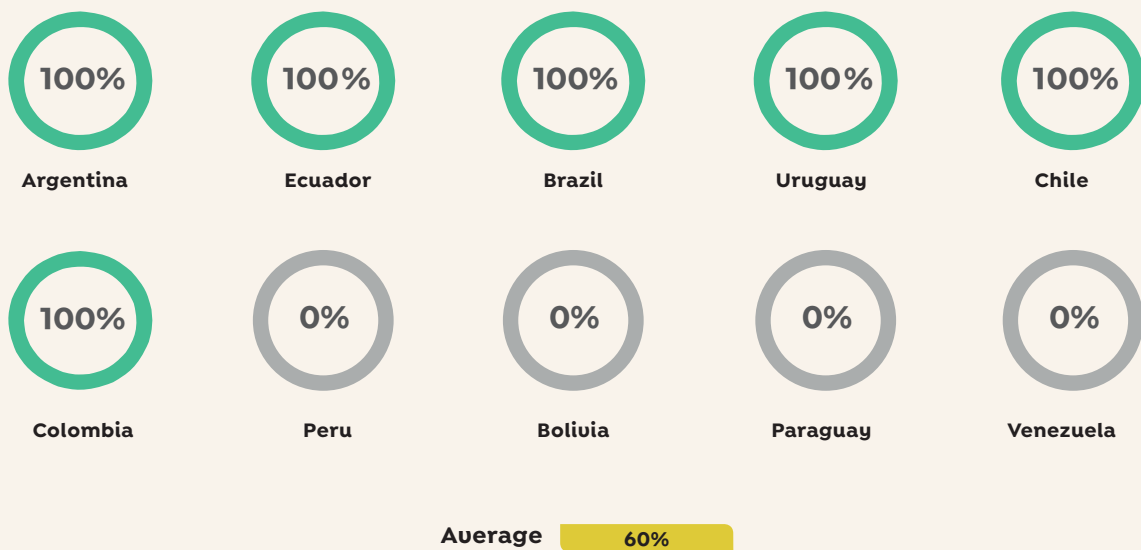 100% 100% 100% 100% 100%
Argentina Ecuador Brazil Uruguay Chile
100% 0% 0% 0% 0%
Colombia Peru Bolivia Paraguay Venezuela
Average 60%